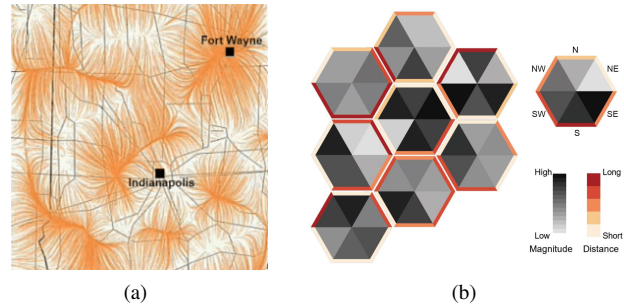 Fort Wayne
Indianapolis
(a)
N
NW
NE
SW
SE
S
High
Low
Magnitude
Long
Short
Distance
(b)